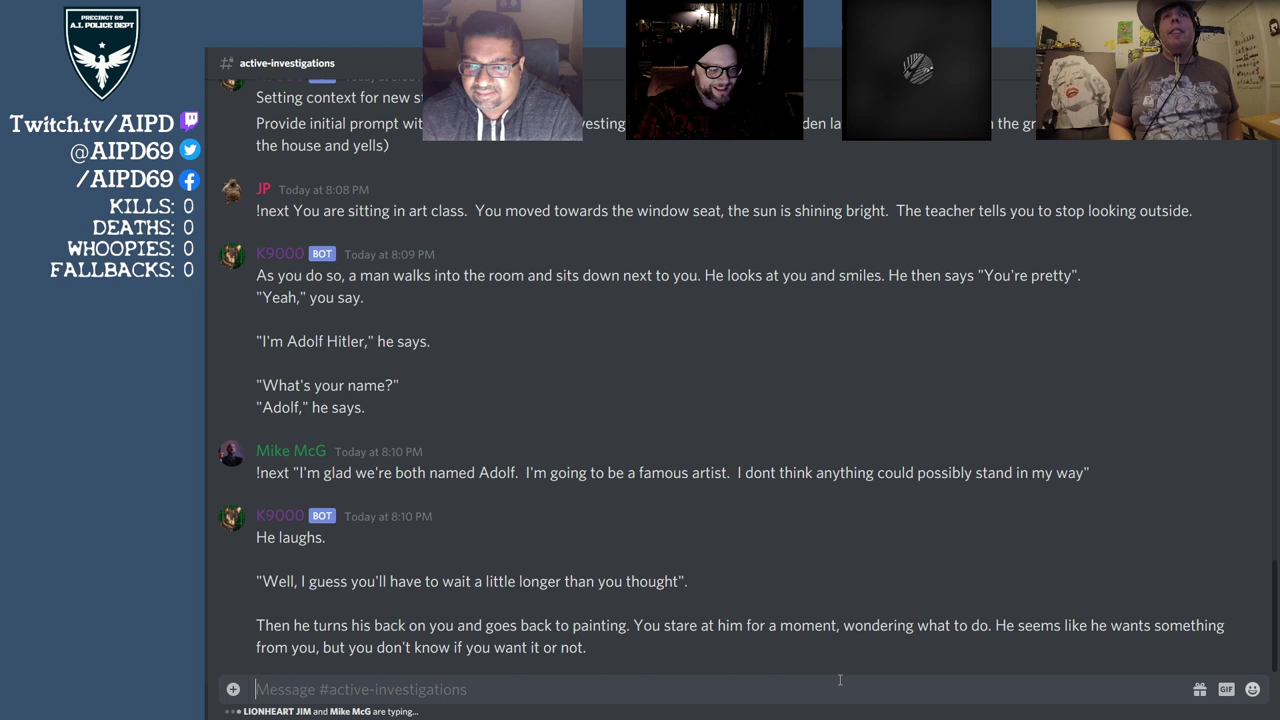 PRECINCT 69
A.I. POLICE DEPT
Twitch.tv/AIPD
@AIPD69
/AIPD69
KILLS: 0
DEATHS: 0
WHOOPIES: 0
FALLBACKS: 0
active-investigations
Setting context for new
Provide initial prompt
the house and yells)
JP Today at 8:08 PM
!next You are sitting in art class. You moved towards the window seat, the sun is shining bright. The teacher tells you to stop looking outside.
K9000 BOT Today at 8:09 PM
As you do so, a man walks into the room and sits down next to you. He looks at you and smiles. He then says "You're pretty".
"Yeah," you say.
"I'm Adolf Hitler," he says.
"What's your name?"
"Adolf," he says.
Mike McG Today at 8:10 PM
!next "I'm glad we're both named Adolf. I'm going to be a famous artist. I dont think anything could possibly stand in my way"
K9000 BOT Today at 8:10 PM
He laughs.
"Well, I guess you'll have to wait a little longer than you thought".
Then he turns his back on you and goes back to painting. You stare at him for a moment, wondering what to do. He seems like he wants something
from you, but you don't know if you want it or not.
Message #active-investigations
GIF
LIONHEART JIM and Mike McG are typing...